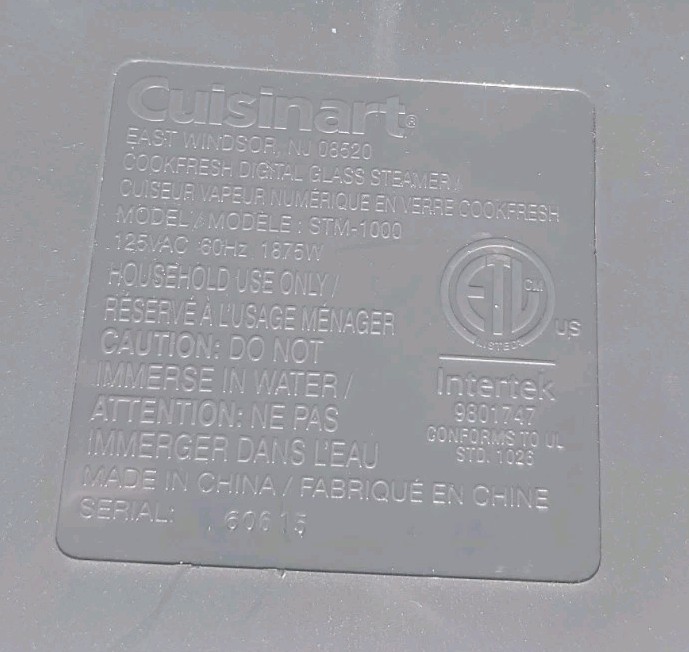 Cuisinart®
EAST WINDSOR, NJ 08520
COOKFRESH DIGITAL GLASS STEAMER /
CUISEUR VAPEUR NUMÉRIQUE EN VERRE COOKFRESH
MODEL / MODÈLE : STM-1000
125VAC 60Hz 1875W
HOUSEHOLD USE ONLY /
RÉSERVÉ À L'USAGE MÉNAGER
CAUTION: DO NOT
IMMERSE IN WATER /
ATTENTION: NE PAS
IMMERGER DANS L'EAU
MADE IN CHINA / FABRIQUÉ EN CHINE
SERIAL: 60615
ETL
CM
US
LISTED
Intertek
9801747
CONFORMS TO UL
STD. 1026